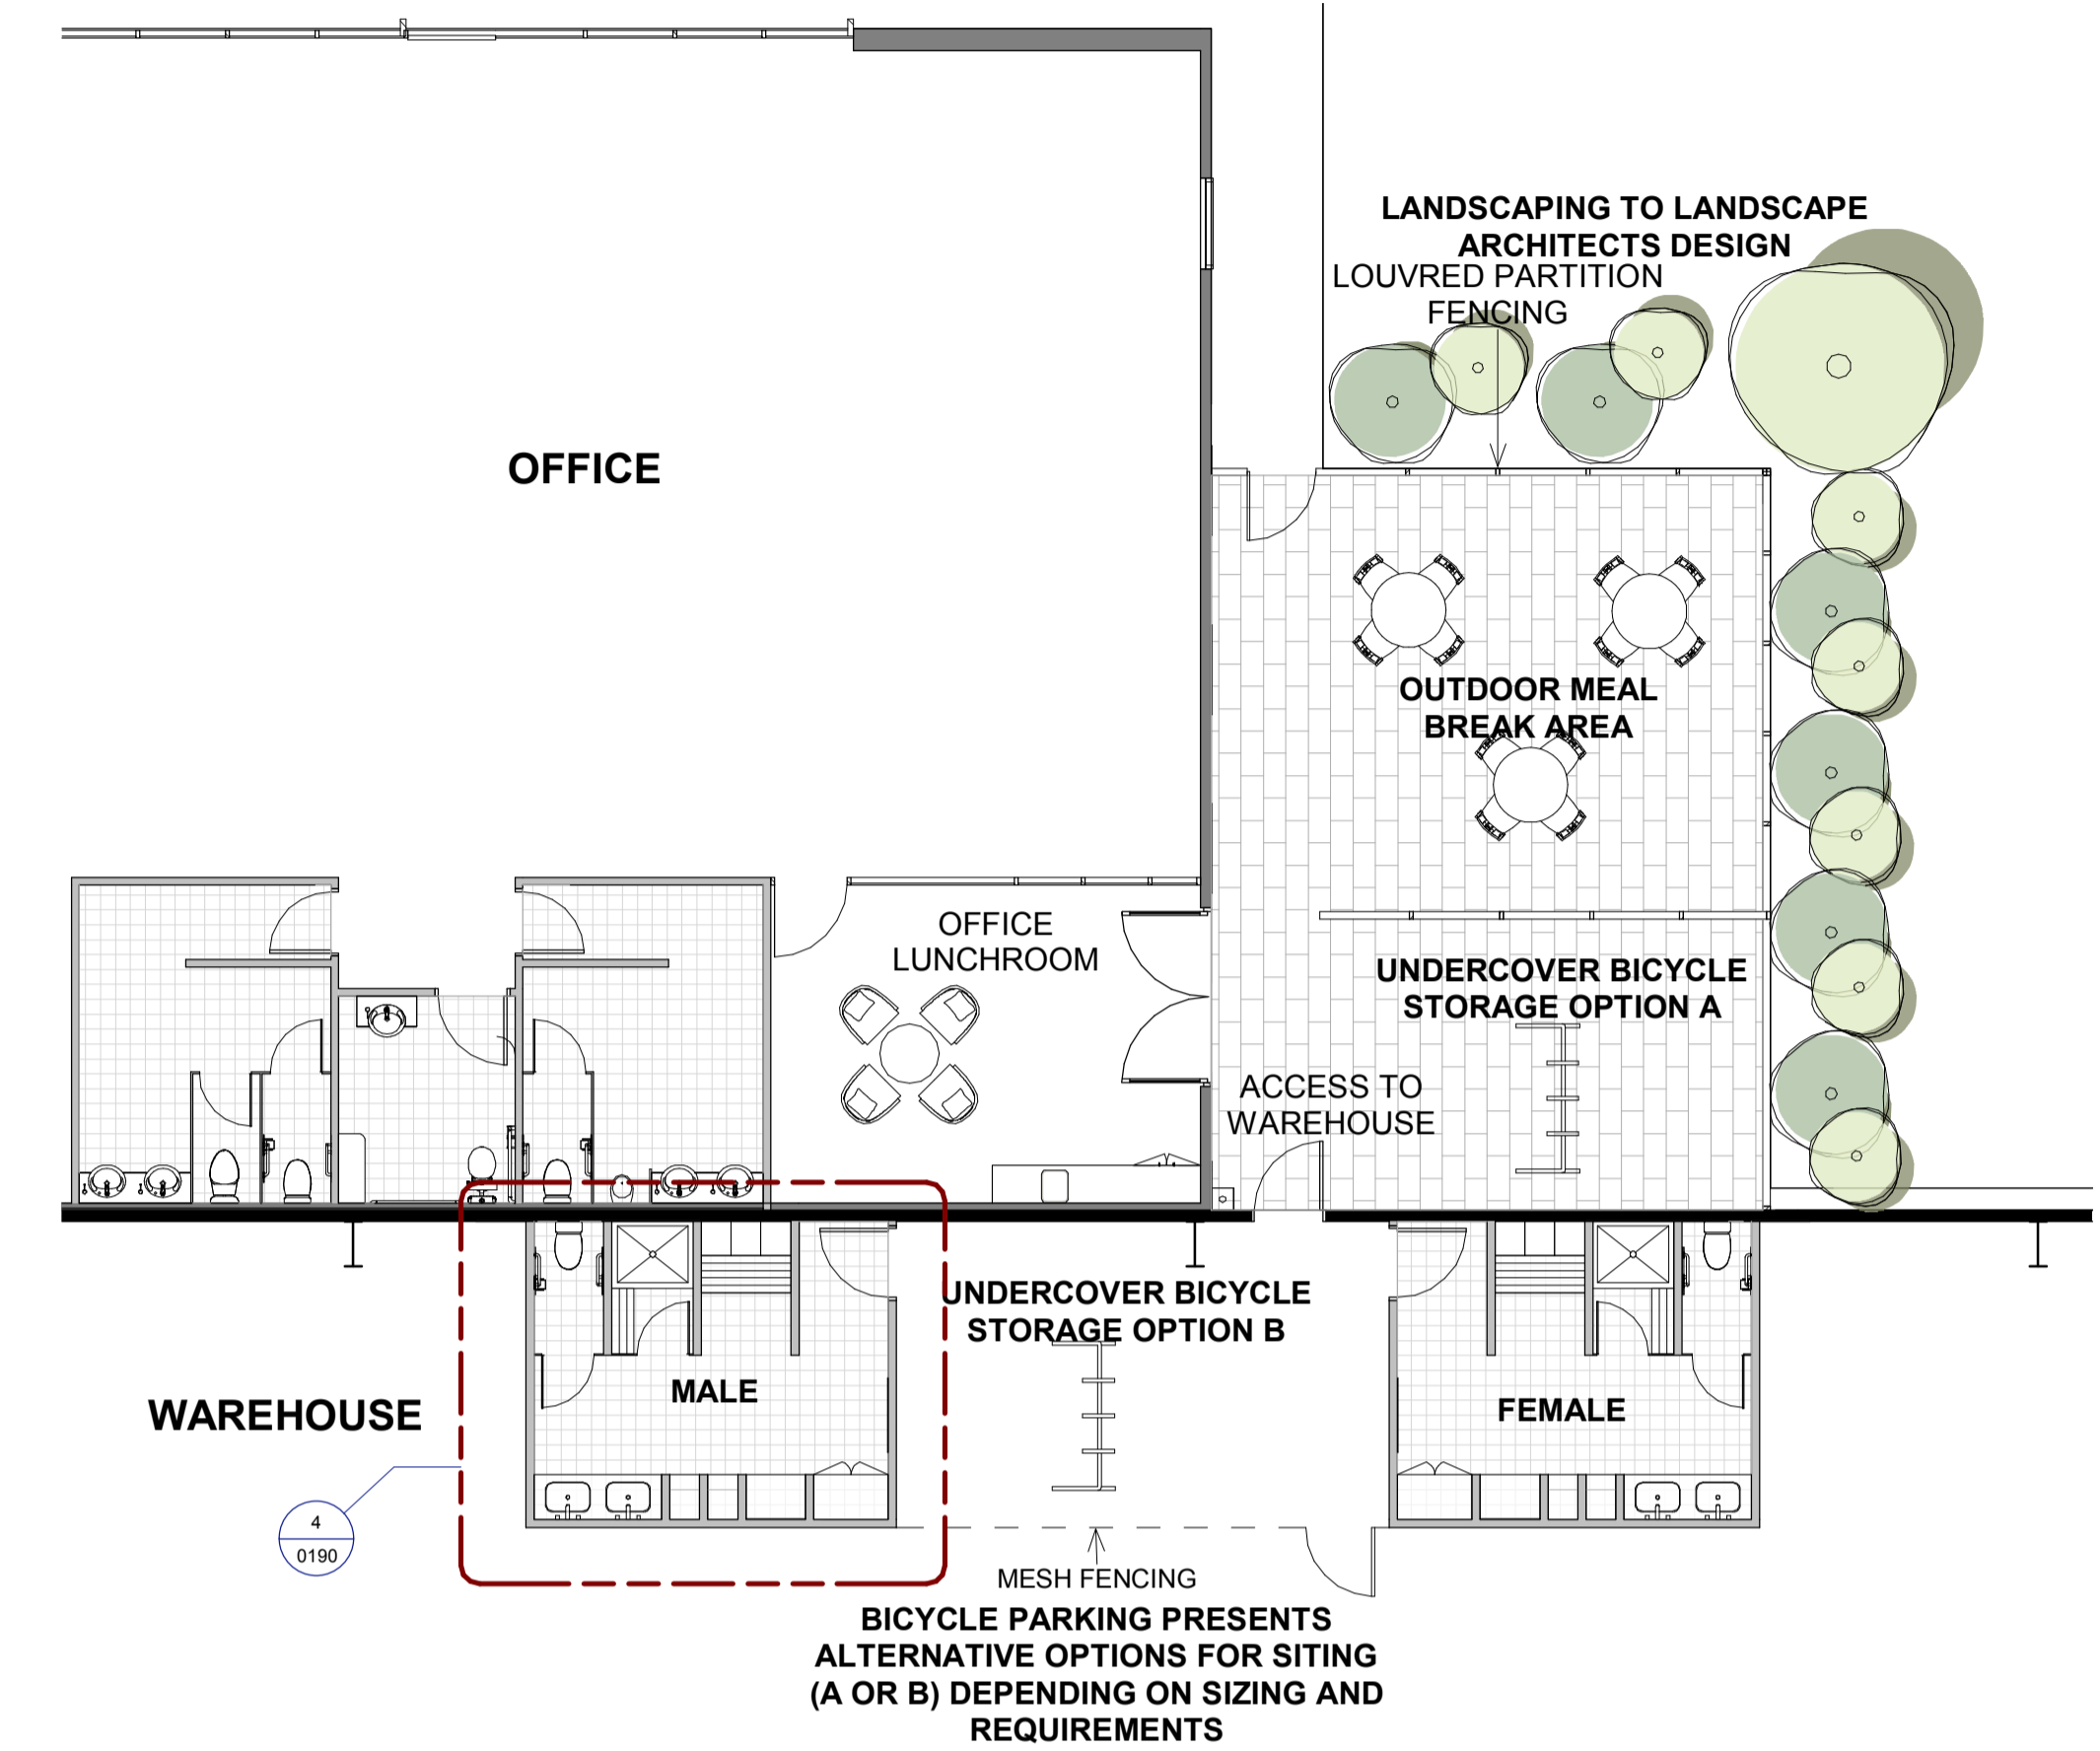 LANDSCAPING TO LANDSCAPE
ARCHITECTS DESIGN
LOUVRED PARTITION
FENCING
OFFICE
OUTDOOR MEAL
BREAK AREA
OFFICE
LUNCHROOM
UNDERCOVER BICYCLE
STORAGE OPTION A
ACCESS TO
WAREHOUSE
UNDERCOVER BICYCLE
STORAGE OPTION B
MALE
FEMALE
WAREHOUSE
4
0190
MESH FENCING
BICYCLE PARKING PRESENTS
ALTERNATIVE OPTIONS FOR SITING
(A OR B) DEPENDING ON SIZING AND
REQUIREMENTS